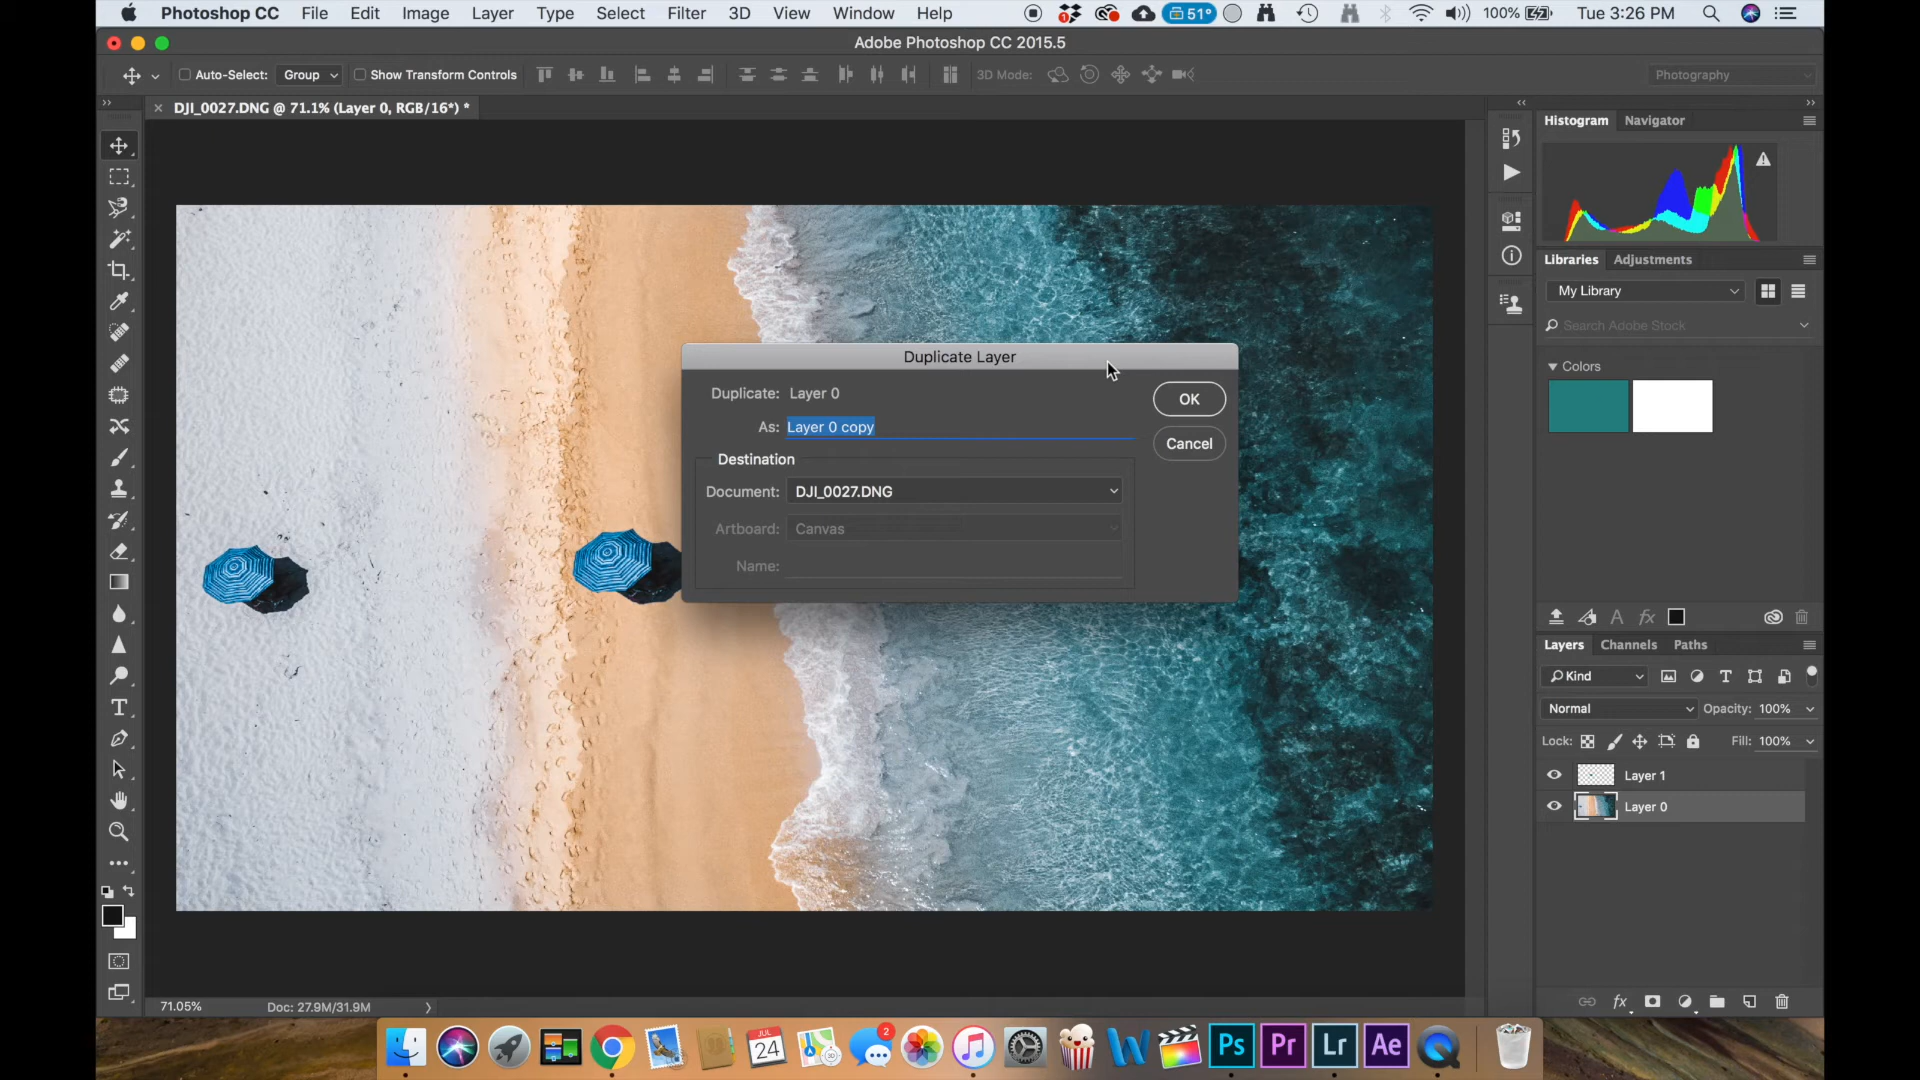 Photoshop CC File Edit Image Layer Type Select Filter 3D View Window Help 1 51° 100% Tue 3:26 PM
Adobe Photoshop CC 2015.5
Auto-Select: Group Show Transform Controls 3D Mode: Photography
DJI_0027.DNG @ 71.1% (Layer 0, RGB/16*) *
Histogram Navigator
Libraries Adjustments
My Library
Search Adobe Stock
Colors
Duplicate Layer
Duplicate: Layer 0
As: Layer 0 copy
OK
Cancel
Destination
Document: DJI_0027.DNG
Artboard: Canvas
Name:
Layers Channels Paths
Kind
Normal Opacity: 100%
Lock: Fill: 100%
Layer 1
Layer 0
71.05% Doc: 27.9M/31.9M
JUL
24
3D
2
W
Ps Pr Lr Ae